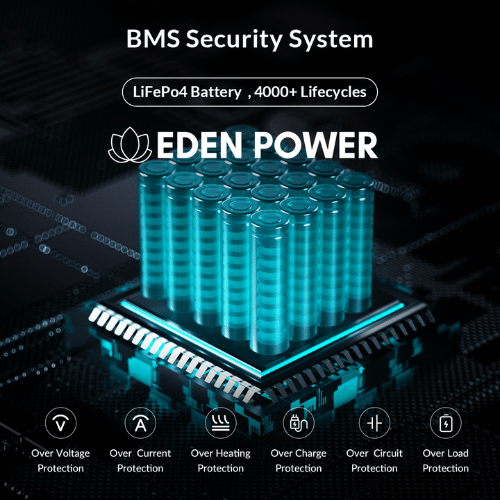 BMS Security System
LiFePo4 Battery , 4000+ Lifecycles
EDEN POWER
Over Voltage Protection
Over Current Protection
Over Heating Protection
Over Charge Protection
Over Circuit Protection
Over Load Protection